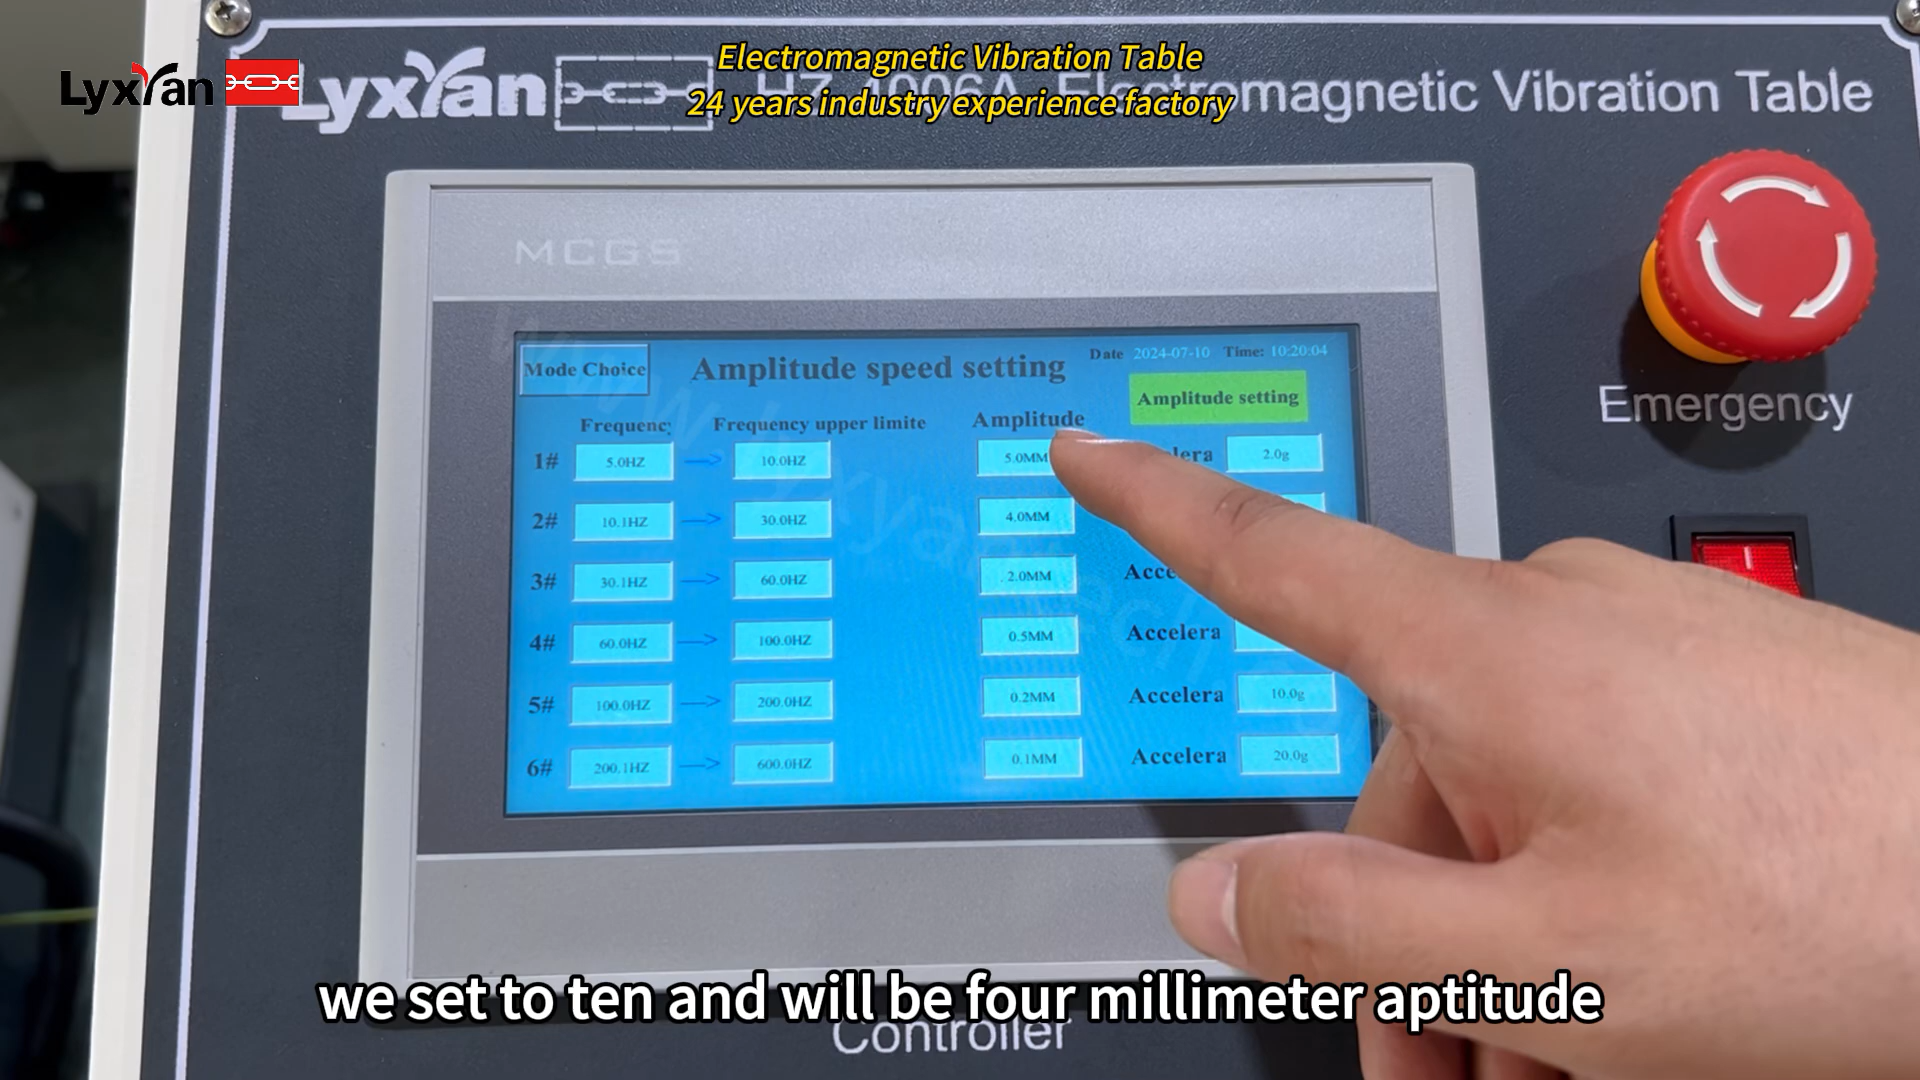 Electromagnetic Vibration Table
24 years industry experience factory
Lyxyan
Lyxyan HZ-4006A Electromagnetic Vibration Table
MCGS
Mode Choice
Amplitude speed setting
Date 2024-07-10 Time: 10:20:04
Amplitude setting
Frequency upper limite
Amplitude
1# 5.0HZ 10.0HZ 5.0MM 2.0g
2# 10.1HZ 30.0HZ 4.0MM
3# 30.1HZ 60.0HZ 2.0MM
4# 60.0HZ 100.0HZ 0.5MM Accelera
5# 100.0HZ 200.0HZ 0.2MM Accelera 10.0g
6# 200.1HZ 600.0HZ 0.1MM Accelera 20.0g
Emergency
we set to ten and will be four millimeter aptitude
Controller